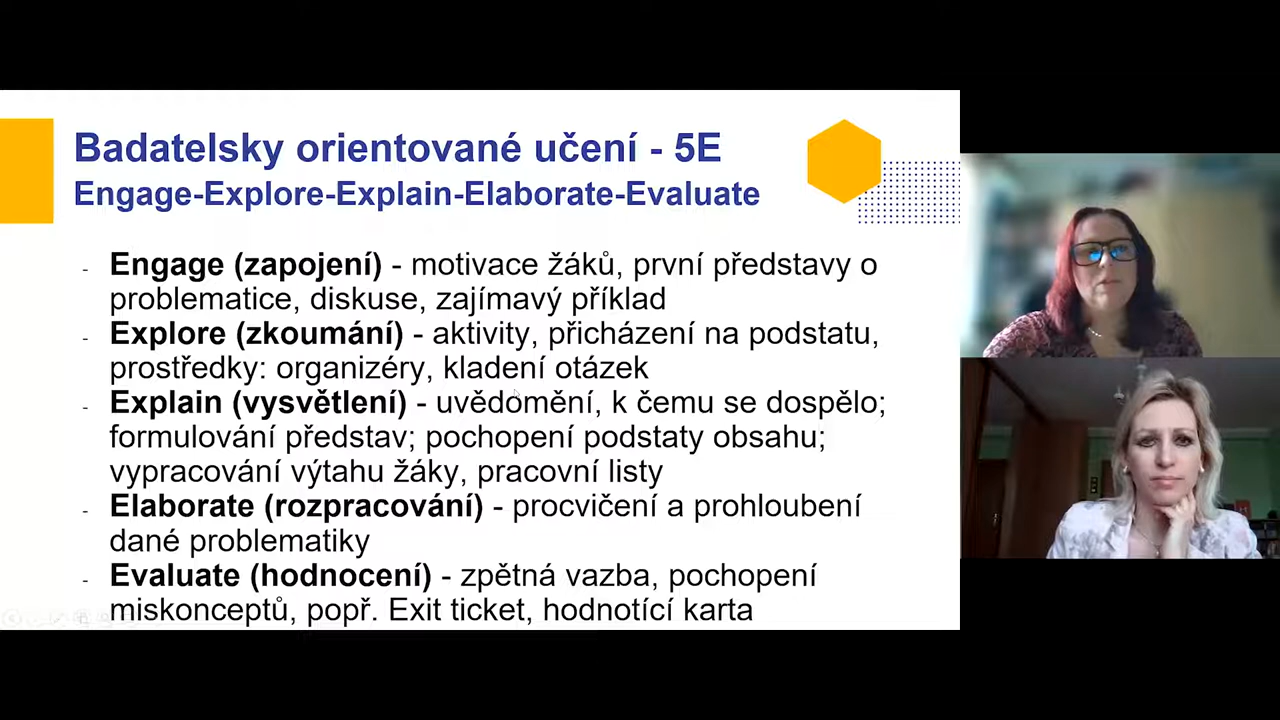 Badatelsky orientované učení - 5E
Engage-Explore-Explain-Elaborate-Evaluate
- Engage (zapojení) - motivace žáků, první představy o
problematice, diskuse, zajímavý příklad
- Explore (zkoumání) - aktivity, přicházení na podstatu,
prostředky: organizéry, kladení otázek
- Explain (vysvětlení) - uvědomění, k čemu se dospělo;
formulování představ; pochopení podstaty obsahu;
vypracování výtahu žáky, pracovní listy
- Elaborate (rozpracování) - procvičení a prohloubení
dané problematiky
- Evaluate (hodnocení) - zpětná vazba, pochopení
miskonceptů, popř. Exit ticket, hodnotící karta